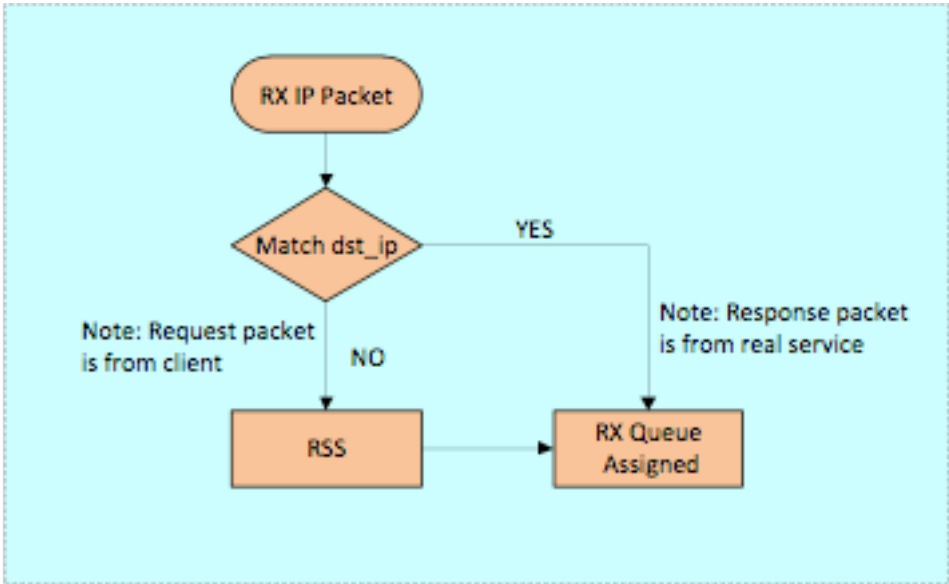 RX IP Packet
Match dst_ip
YES
Note: Request packet
is from client
NO
Note: Response packet
is from real service
RSS
RX Queue
Assigned